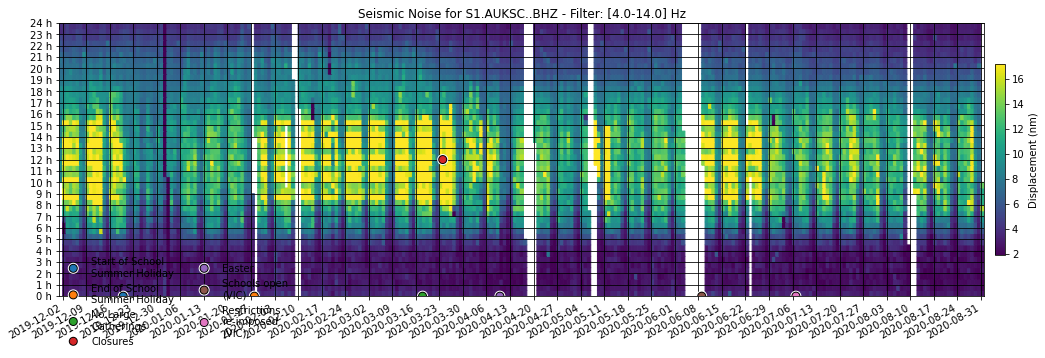 Seismic Noise for S1.AUKSC..BHZ - Filter: [4.0-14.0] Hz
24 h
23 h
22 h
21 h
20 h
19 h
18 h
17 h
16 h
15 h
14 h
13 h
12 h
11 h
10 h
9 h
8 h
7 h
6 h
5 h
4 h
3 h
2 h
1 h
0 h
16
14
12
10
8
6
4
2
Displacement (nm)
Start of School
Summer Holiday
End of School
Summer Holiday
No Large
Gatherings
Closures
Easter
Schools open
(VIC)
Restrictions
re-imposed
(VIC)
2019-12-02
2019-12-09
2019-12-16
2020-01-13
2020-02-10
2020-02-17
2020-02-24
2020-03-02
2020-03-09
2020-03-16
2020-03-23
2020-03-30
2020-04-06
2020-04-13
2020-04-20
2020-04-27
2020-05-04
2020-05-11
2020-05-18
2020-05-25
2020-06-01
2020-06-08
2020-06-15
2020-06-22
2020-06-29
2020-07-06
2020-07-13
2020-07-20
2020-07-27
2020-08-03
2020-08-10
2020-08-17
2020-08-24
2020-08-31